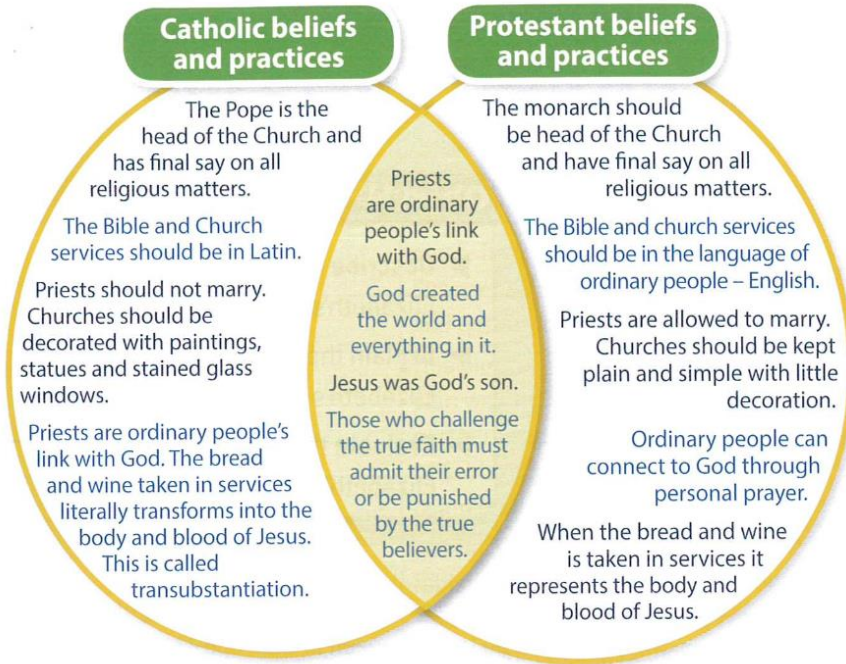 Catholic beliefs
and practices
The Pope is the
head of the Church and
has final say on all
religious matters.
The Bible and Church
services should be in Latin.
Priests should not marry.
Churches should be
decorated with paintings,
statues and stained glass
windows.
Priests are ordinary people's
link with God. The bread
and wine taken in services
literally transforms into the
body and blood of Jesus.
This is called
transubstantiation.
Priests
are ordinary
people's link
with God.
God created
the world and
everything in it.
Jesus was God's son.
Those who challenge
the true faith must
admit their error
or be punished
by the true
believers.
Protestant beliefs
and practices
The monarch should
be head of the Church
and have final say on all
religious matters.
The Bible and church services
should be in the language of
ordinary people – English.
Priests are allowed to marry.
Churches should be kept
plain and simple with little
decoration.
Ordinary people can
connect to God through
personal prayer.
When the bread and wine
is taken in services it
represents the body and
blood of Jesus.